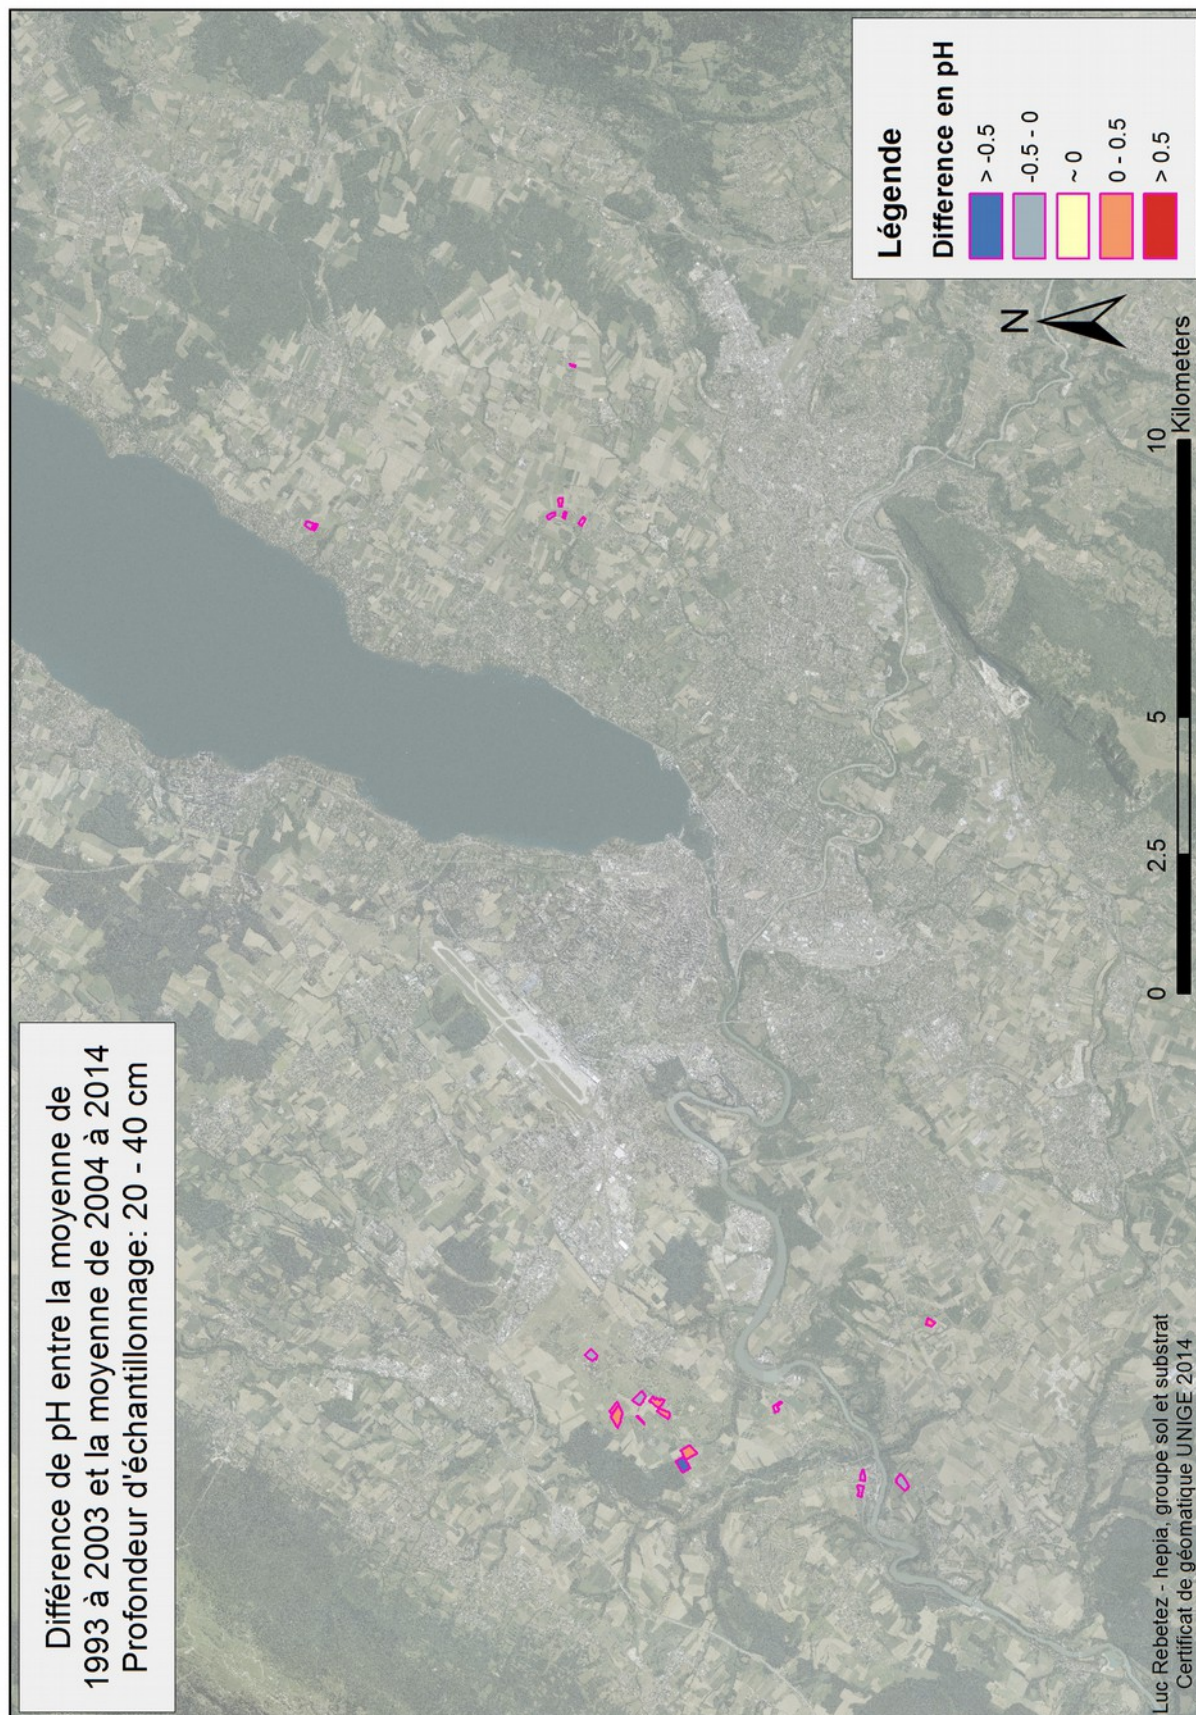 Différence de pH entre la moyenne de
1993 à 2003 et la moyenne de 2004 à 2014
Profondeur d'échantillonnage: 20 - 40 cm
Légende
Difference en pH
> -0.5
-0.5 - 0
~ 0
0 - 0.5
> 0.5
N
0 2.5 5 10
Kilometers
Luc Rebetez - hepia, groupe sol et substrat
Certificat de géomatique UNIGE 2014